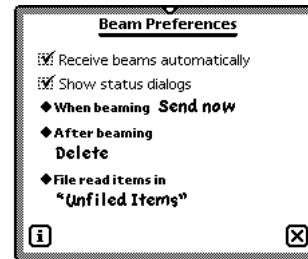 Beam Preferences
Receive beams automatically
Show status dialogs
◆When beaming Send now
◆After beaming
Delete
◆File read items in
"Unfiled Items"
i X